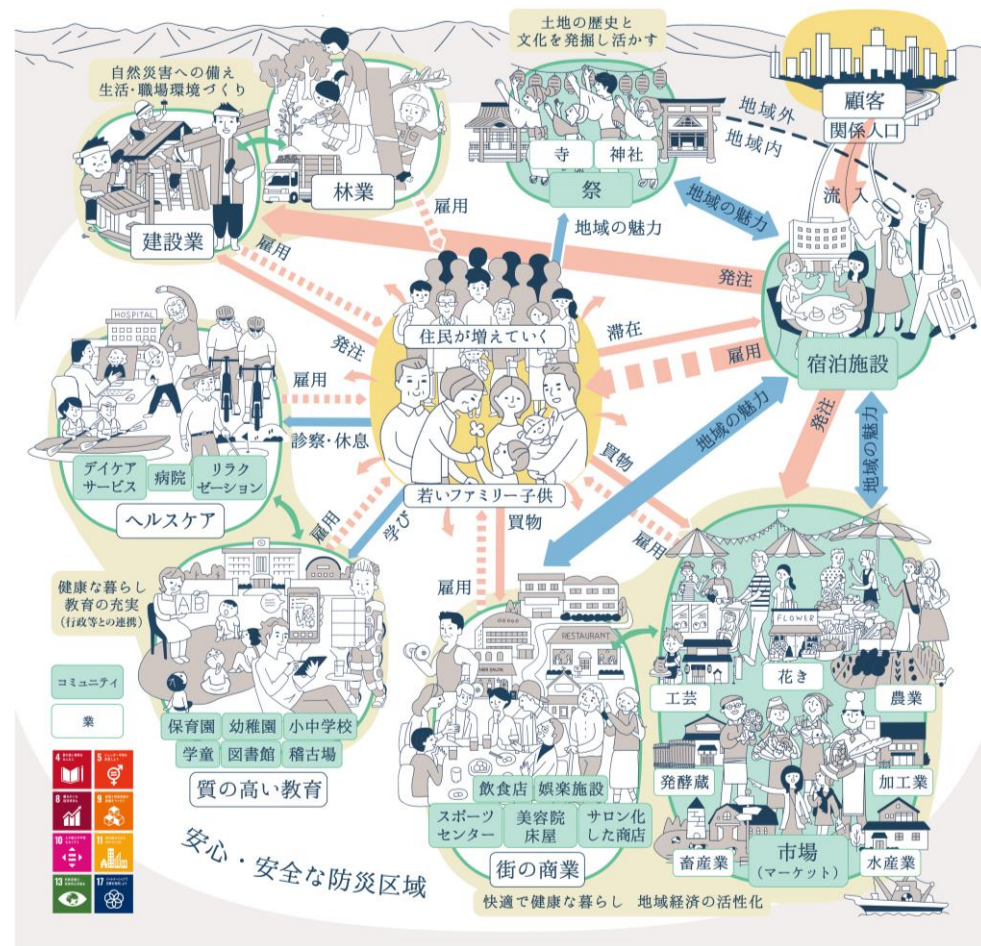 土地の歴史と
文化を発掘し活かす
自然災害への備え
生活・職場環境づくり
顧客
関係人口
地域外
地域内
寺
神社
祭
林業
建設業
流入
地域の魅力
地域の魅力
雇用
雇用
発注
発注
住民が増えていく
滞在
雇用
宿泊施設
HOSPITAL
雇用
診察・休息
デイケア
サービス
病院
リラク
ゼーション
ヘルスケア
若いファミリー子供
買物
地域の魅力
発注
地域の魅力
雇用
学び
買物
雇用
雇用
健康な暮らし
教育の充実
(行政等との連携)
コミュニティ
業
AB
保育園
幼稚園
小中学校
学童
図書館
稽古場
質の高い教育
RESTAURANT
飲食店
娯楽施設
スポーツ
センター
美容院
床屋
サロン化
した商店
街の商業
FLOWER
工芸
花き
農業
発酵蔵
加工業
畜産業
市場
(マーケット)
水産業
4
5
8
9
10
11
13
17
安心・安全な防災区域
快適で健康な暮らし 地域経済の活性化